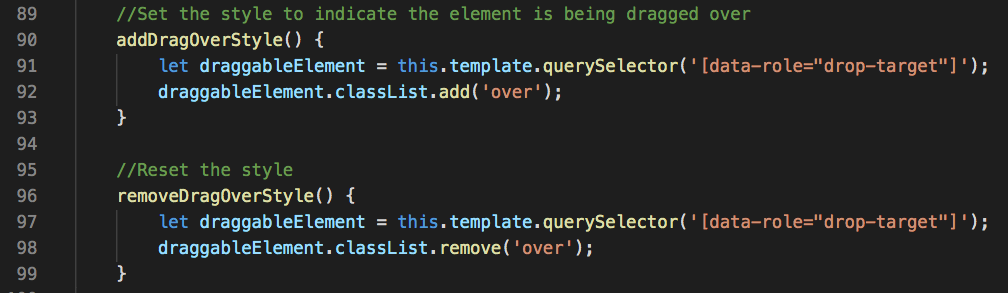 89 //Set the style to indicate the element is being dragged over
90 addDragOverStyle() {
91 let draggableElement = this.template.querySelector('[data-role="drop-target"]');
92 draggableElement.classList.add('over');
93 }
94
95 //Reset the style
96 removeDragOverStyle() {
97 let draggableElement = this.template.querySelector('[data-role="drop-target"]');
98 draggableElement.classList.remove('over');
99 }